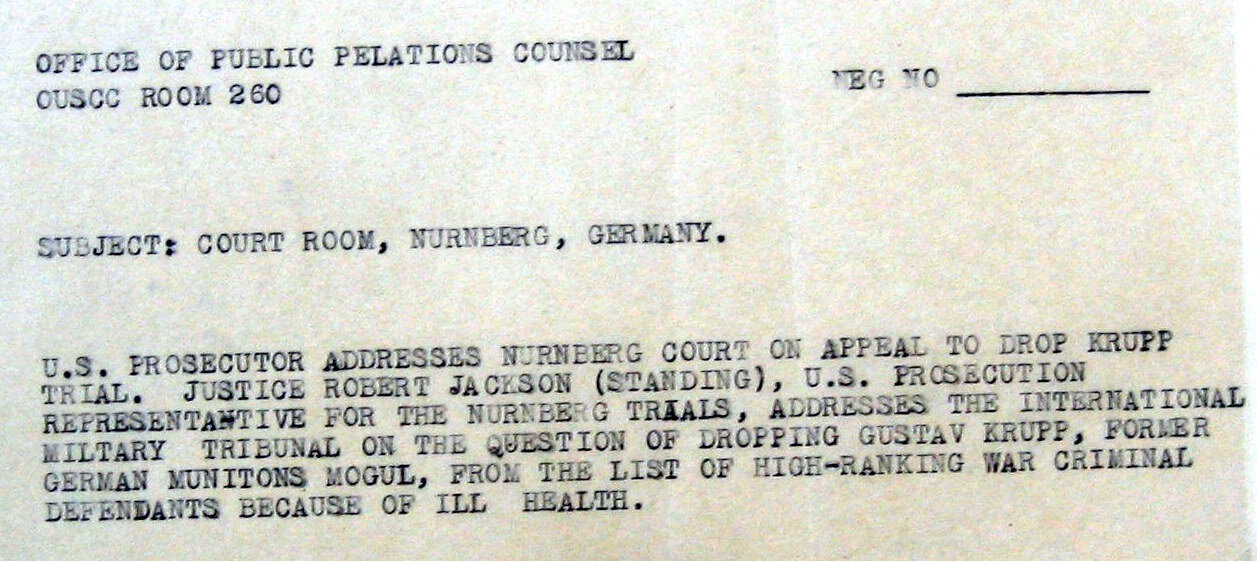 OFFICE OF PUBLIC PELATIONS COUNSEL
OUSCC ROOM 260
NEG NO
SUBJECT: COURT ROOM, NURNBERG, GERMANY.
U.S. PROSECUTOR ADDRESSES NURNBERG COURT ON APPEAL TO DROP KRUPP
TRIAL. JUSTICE ROBERT JACKSON (STANDING), U.S. PROSECUTION
REPRESENTANTIVE FOR THE NURNBERG TRAALS, ADDRESSES THE INTERNATIONAL
MILTARY TRIBUNAL ON THE QUESTION OF DROPPING GUSTAV KRUPP, FORMER
GERMAN MUNITONS MOGUL, FROM THE LIST OF HIGH-RANKING WAR CRIMINAL
DEFENDANTS BECAUSE OF ILL HEALTH.